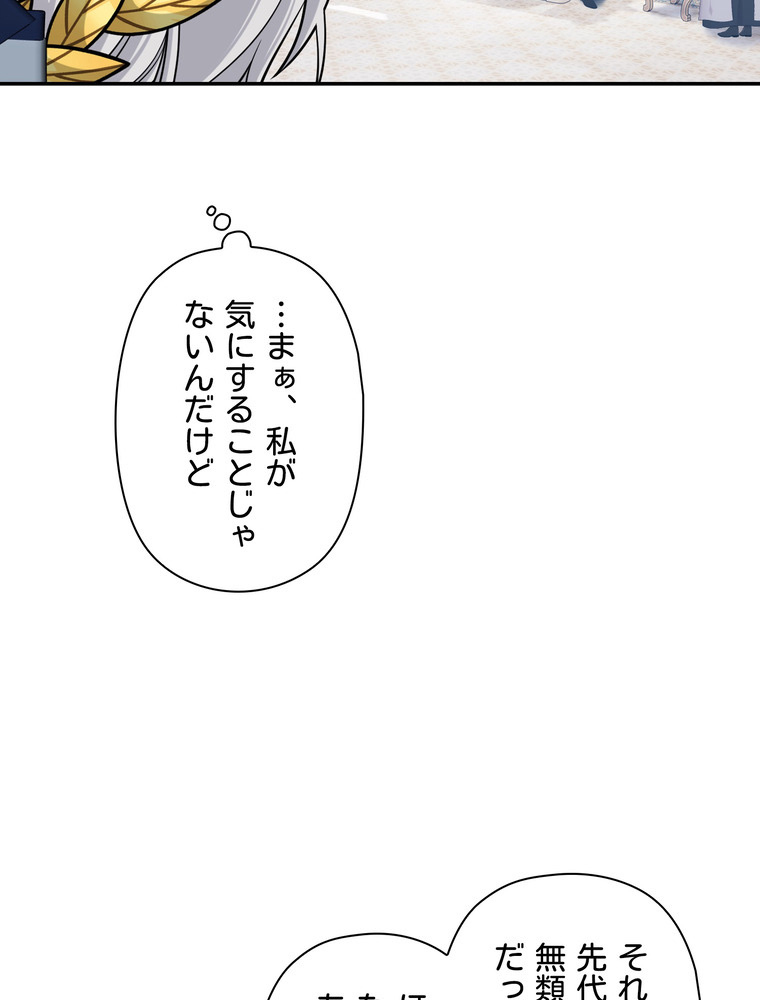 …まぁ、私が
気にすることじゃ
ないんだけど
それ
先代
無類
だっ